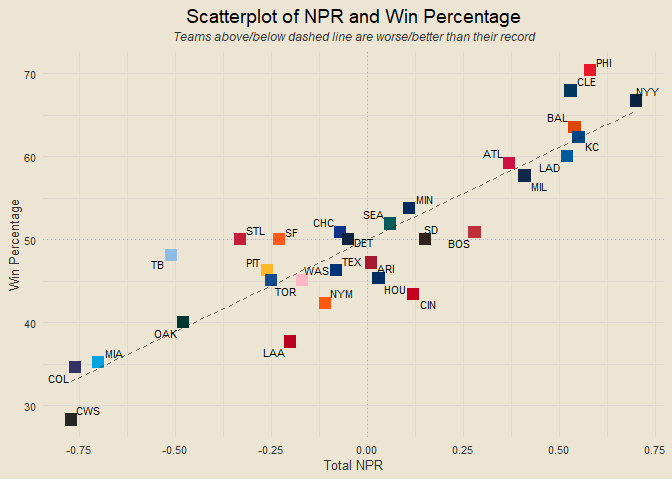 Scatterplot of NPR and Win Percentage
Teams above/below dashed line are worse/better than their record
Win Percentage
70
60
50
40
30
PHI
CLE
NYY
BAL
KC
ATL
LAD
MIL
MIN
SEA
CHC
STL
SF
DET
SD
BOS
TB
PIT
WAS
TEX
ARI
TOR
NYM
HOU
CIN
OAK
LAA
MIA
COL
CWS
-0.75
-0.50
-0.25
0.00
0.25
0.50
0.75
Total NPR